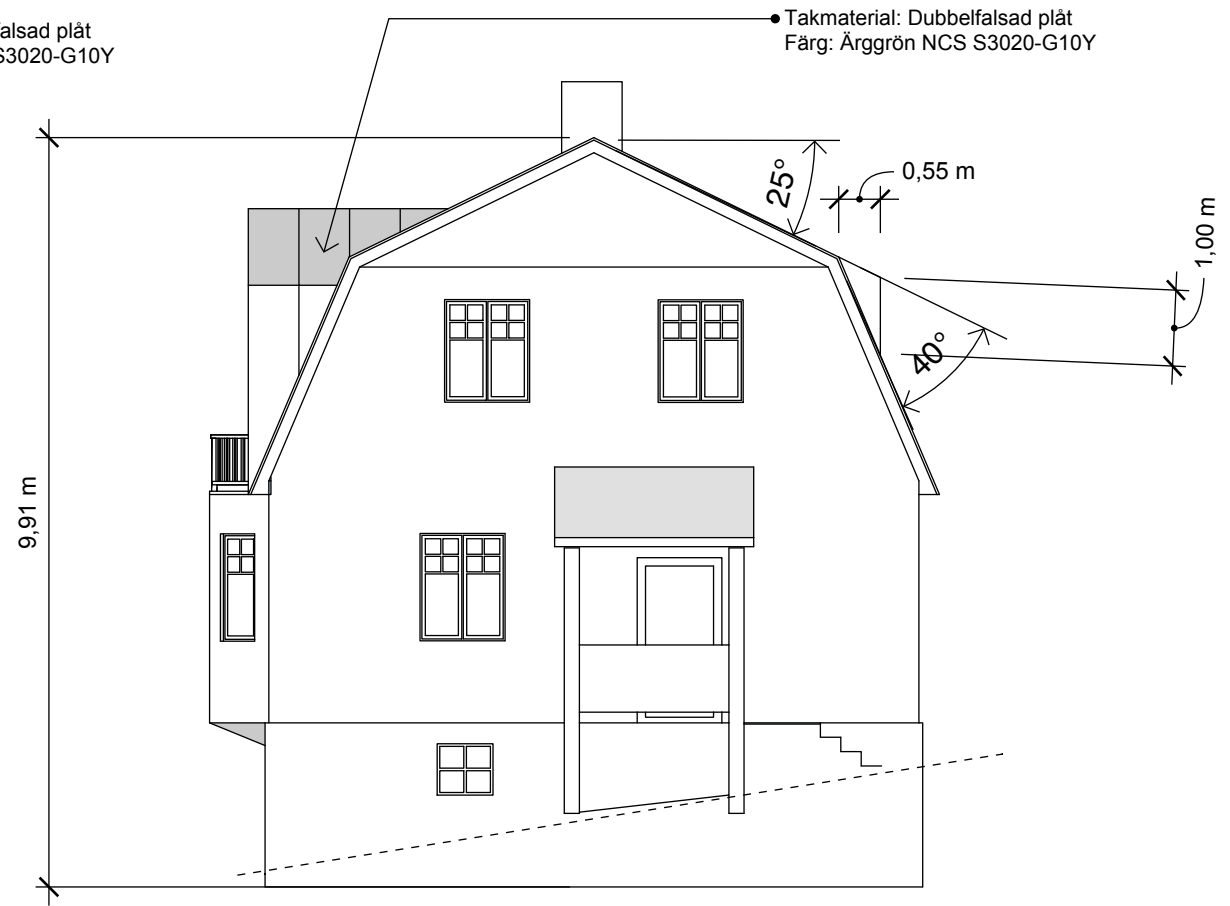 alsad plåt
S3020-G10Y
Takmaterial: Dubbelfalsad plåt
Färg: Ärggrön NCS S3020-G10Y
25°
0,55 m
1,00 m
40°
9,91 m